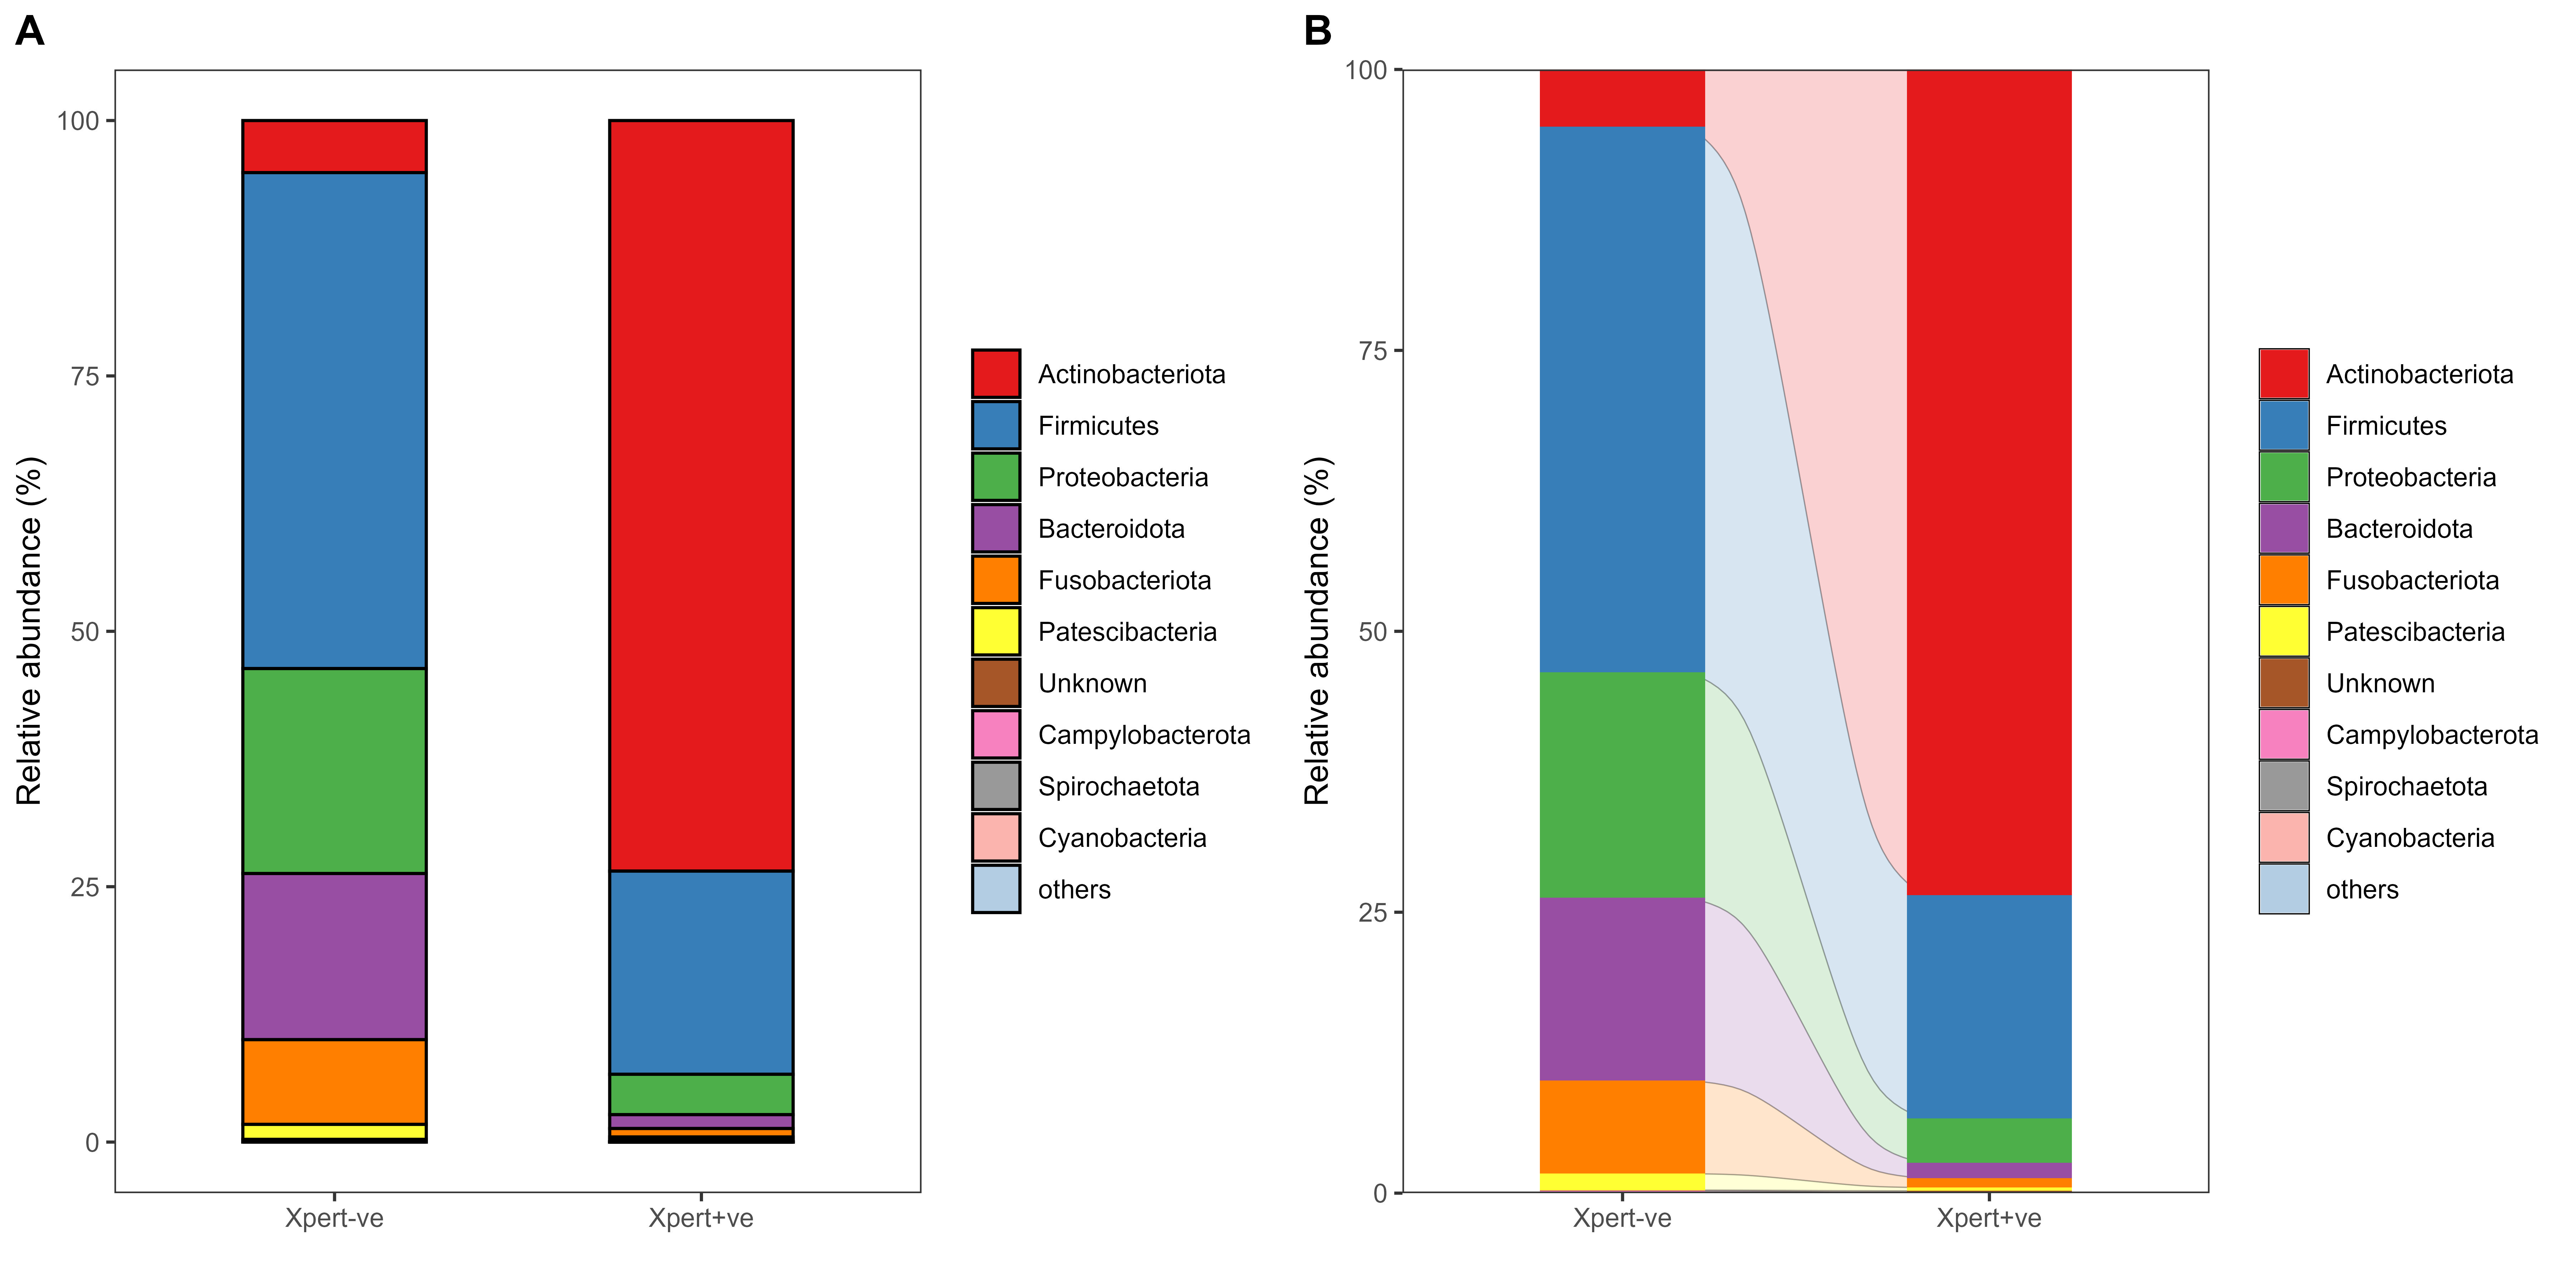 A
Relative abundance (%)
100
75
50
25
0
Xpert-ve
Xpert+ve
Actinobacteriota
Firmicutes
Proteobacteria
Bacteroidota
Fusobacteriota
Patescibacteria
Unknown
Campylobacterota
Spirochaetota
Cyanobacteria
others
B
Relative abundance (%)
100
75
50
25
0
Xpert-ve
Xpert+ve
Actinobacteriota
Firmicutes
Proteobacteria
Bacteroidota
Fusobacteriota
Patescibacteria
Unknown
Campylobacterota
Spirochaetota
Cyanobacteria
others